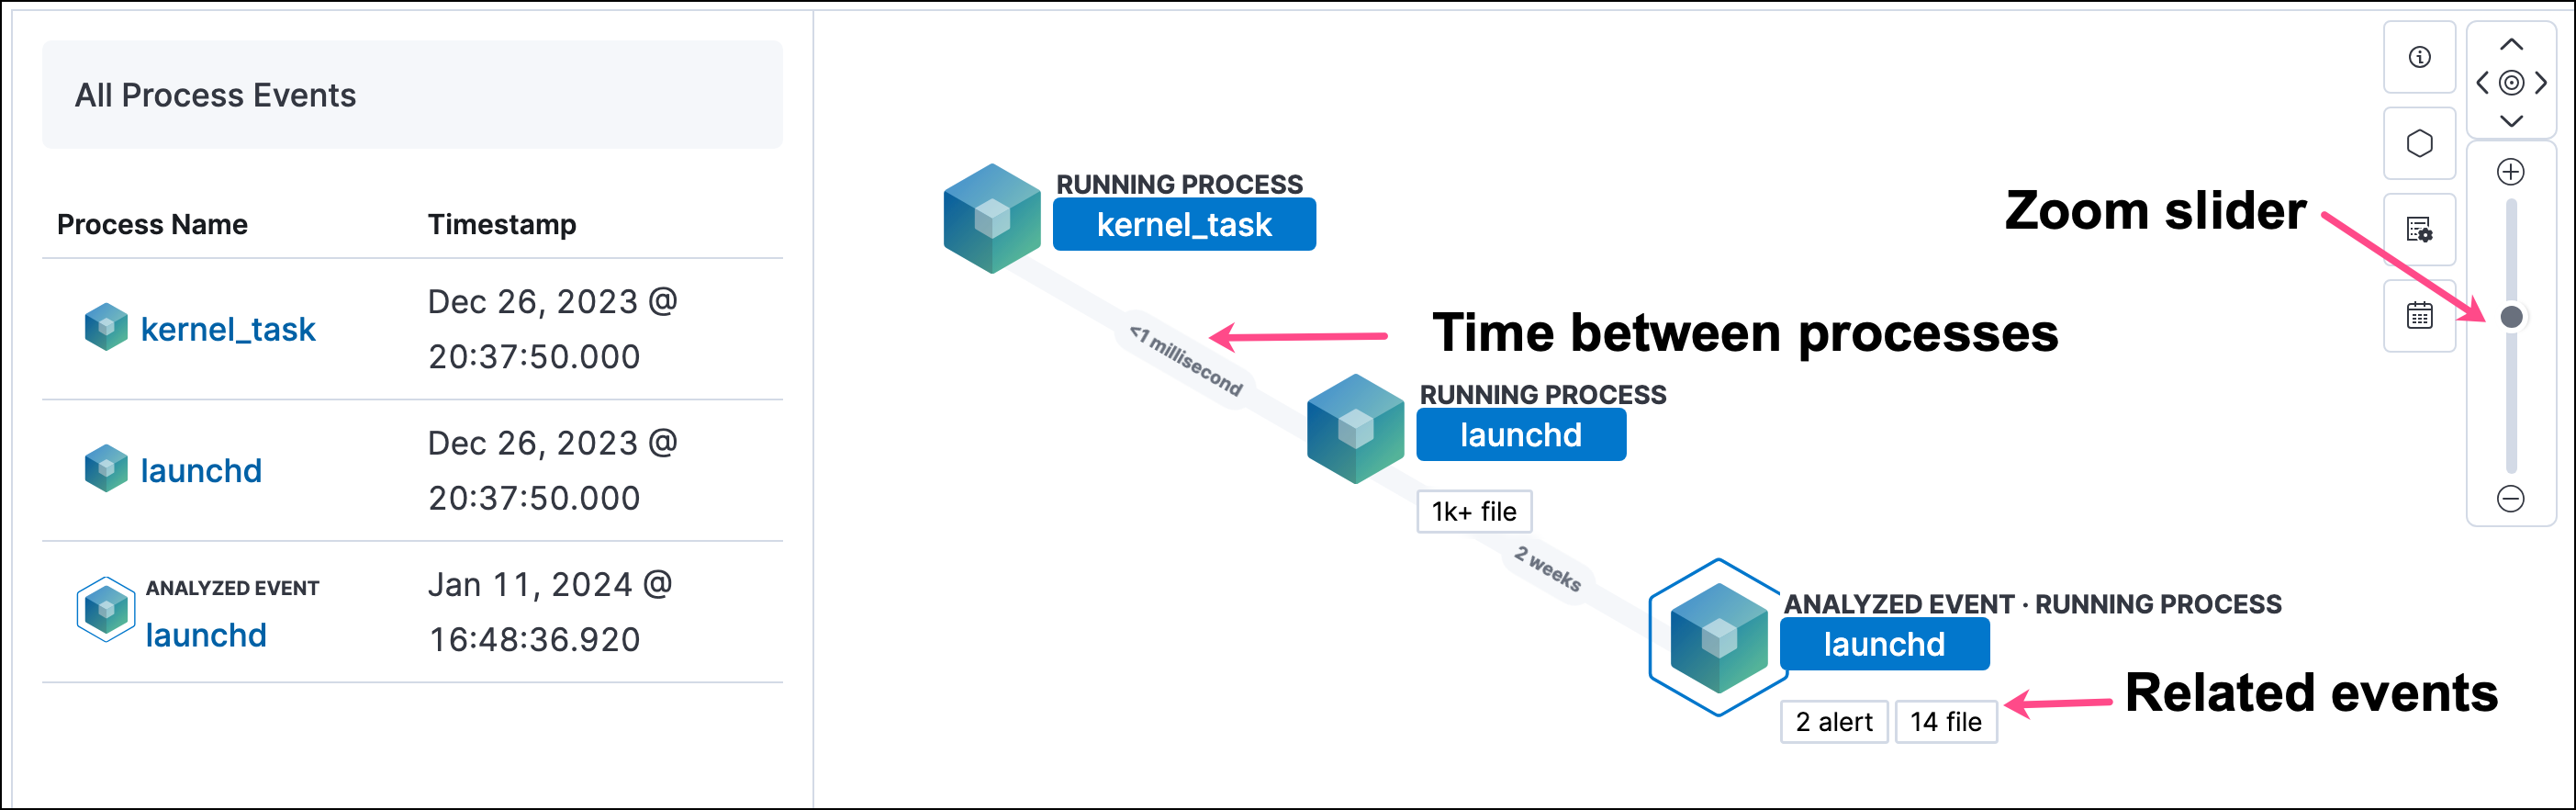 All Process Events
Process Name Timestamp
kernel_task
Dec 26, 2023 @
20:37:50.000
launchd
Dec 26, 2023 @
20:37:50.000
ANALYZED EVENT
launchd
Jan 11, 2024 @
16:48:36.920
RUNNING PROCESS
kernel_task
<1 millisecond
Time between processes
RUNNING PROCESS
launchd
1k+ file
2 weeks
ANALYZED EVENT · RUNNING PROCESS
launchd
2 alert
14 file
Related events
Zoom slider